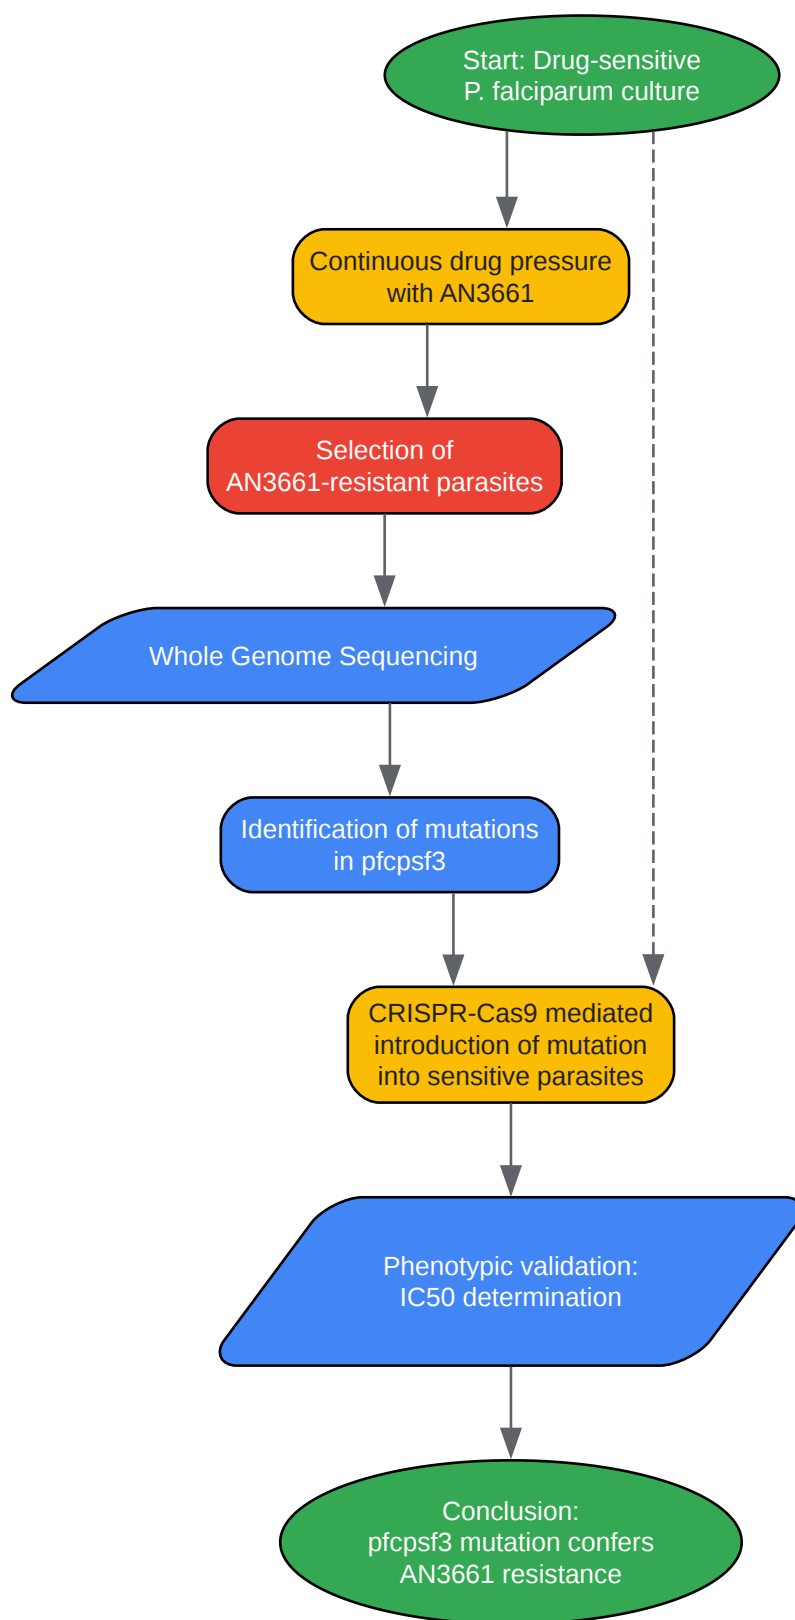 Start: Drug-sensitive
P. falciparum culture
Continuous drug pressure
with AN3661
Selection of
AN3661-resistant parasites
Whole Genome Sequencing
Identification of mutations
in pfcpsf3
CRISPR-Cas9 mediated
introduction of mutation
into sensitive parasites
Phenotypic validation:
IC50 determination
Conclusion:
pfcpsf3 mutation confers
AN3661 resistance